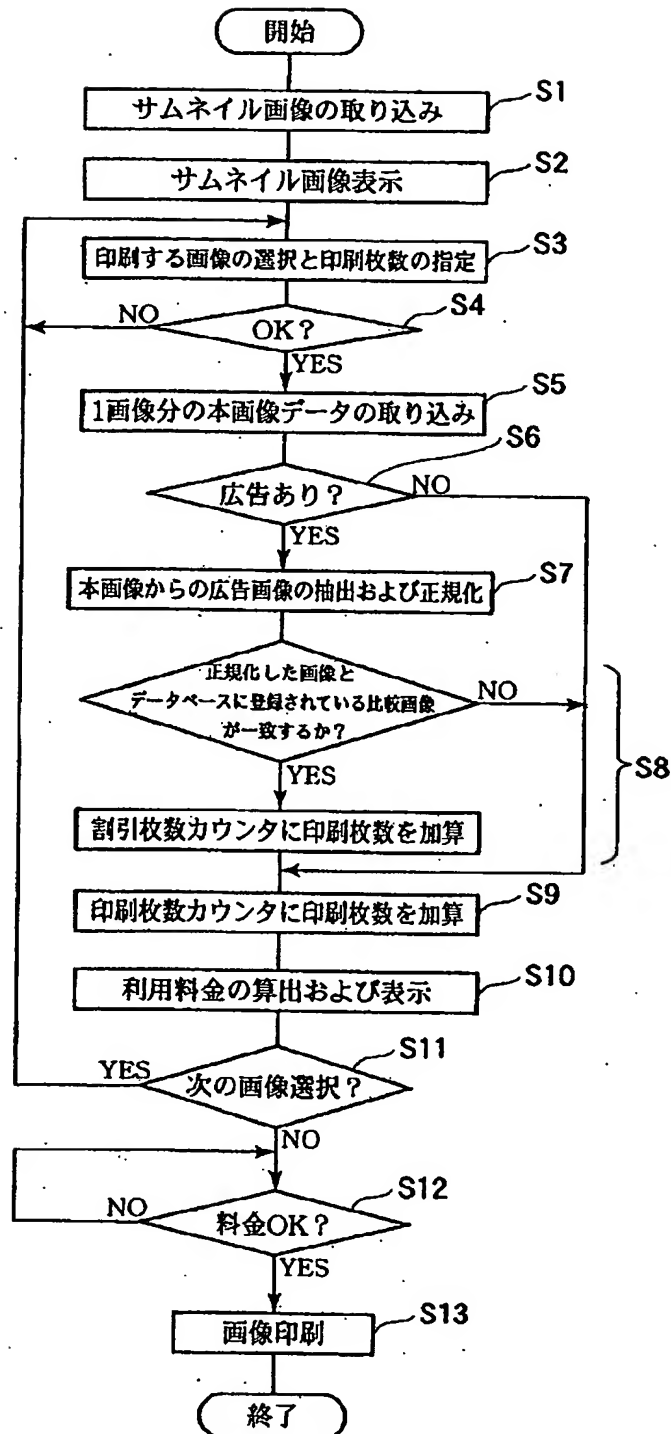 開始
サムネイル画像の取り込み
S1
サムネイル画像表示
S2
印刷する画像の選択と印刷枚数の指定
S3
NO
OK？
S4
YES
1画像分の本画像データの取り込み
S5
広告あり？
S6
NO
YES
本画像からの広告画像の抽出および正規化
S7
正規化した画像と
データベースに登録されている比較画像
が一致するか？
NO
S8
YES
割引枚数カウンタに印刷枚数を加算
印刷枚数カウンタに印刷枚数を加算
S9
利用料金の算出および表示
S10
YES
次の画像選択？
S11
NO
NO
料金OK？
S12
YES
画像印刷
S13
終了